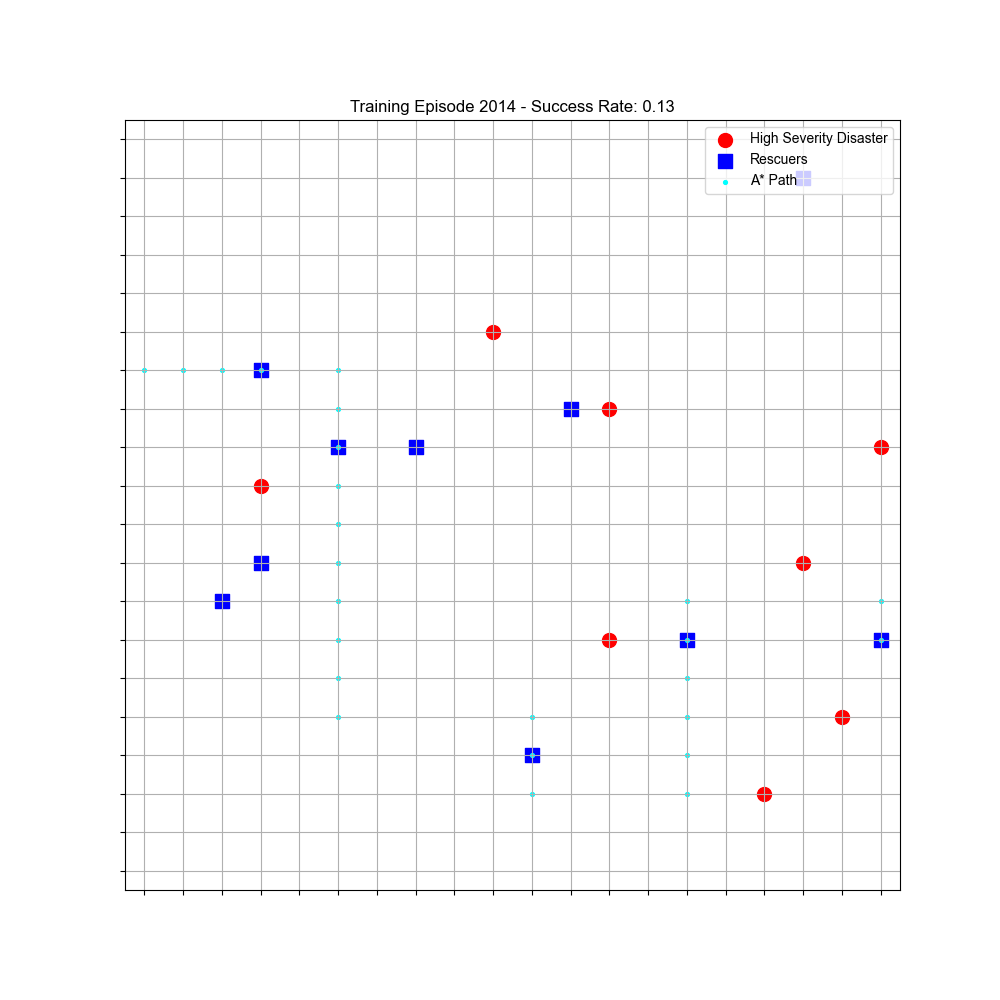 Training Episode 2014 - Success Rate: 0.13
High Severity Disaster
Rescuers
A* Path